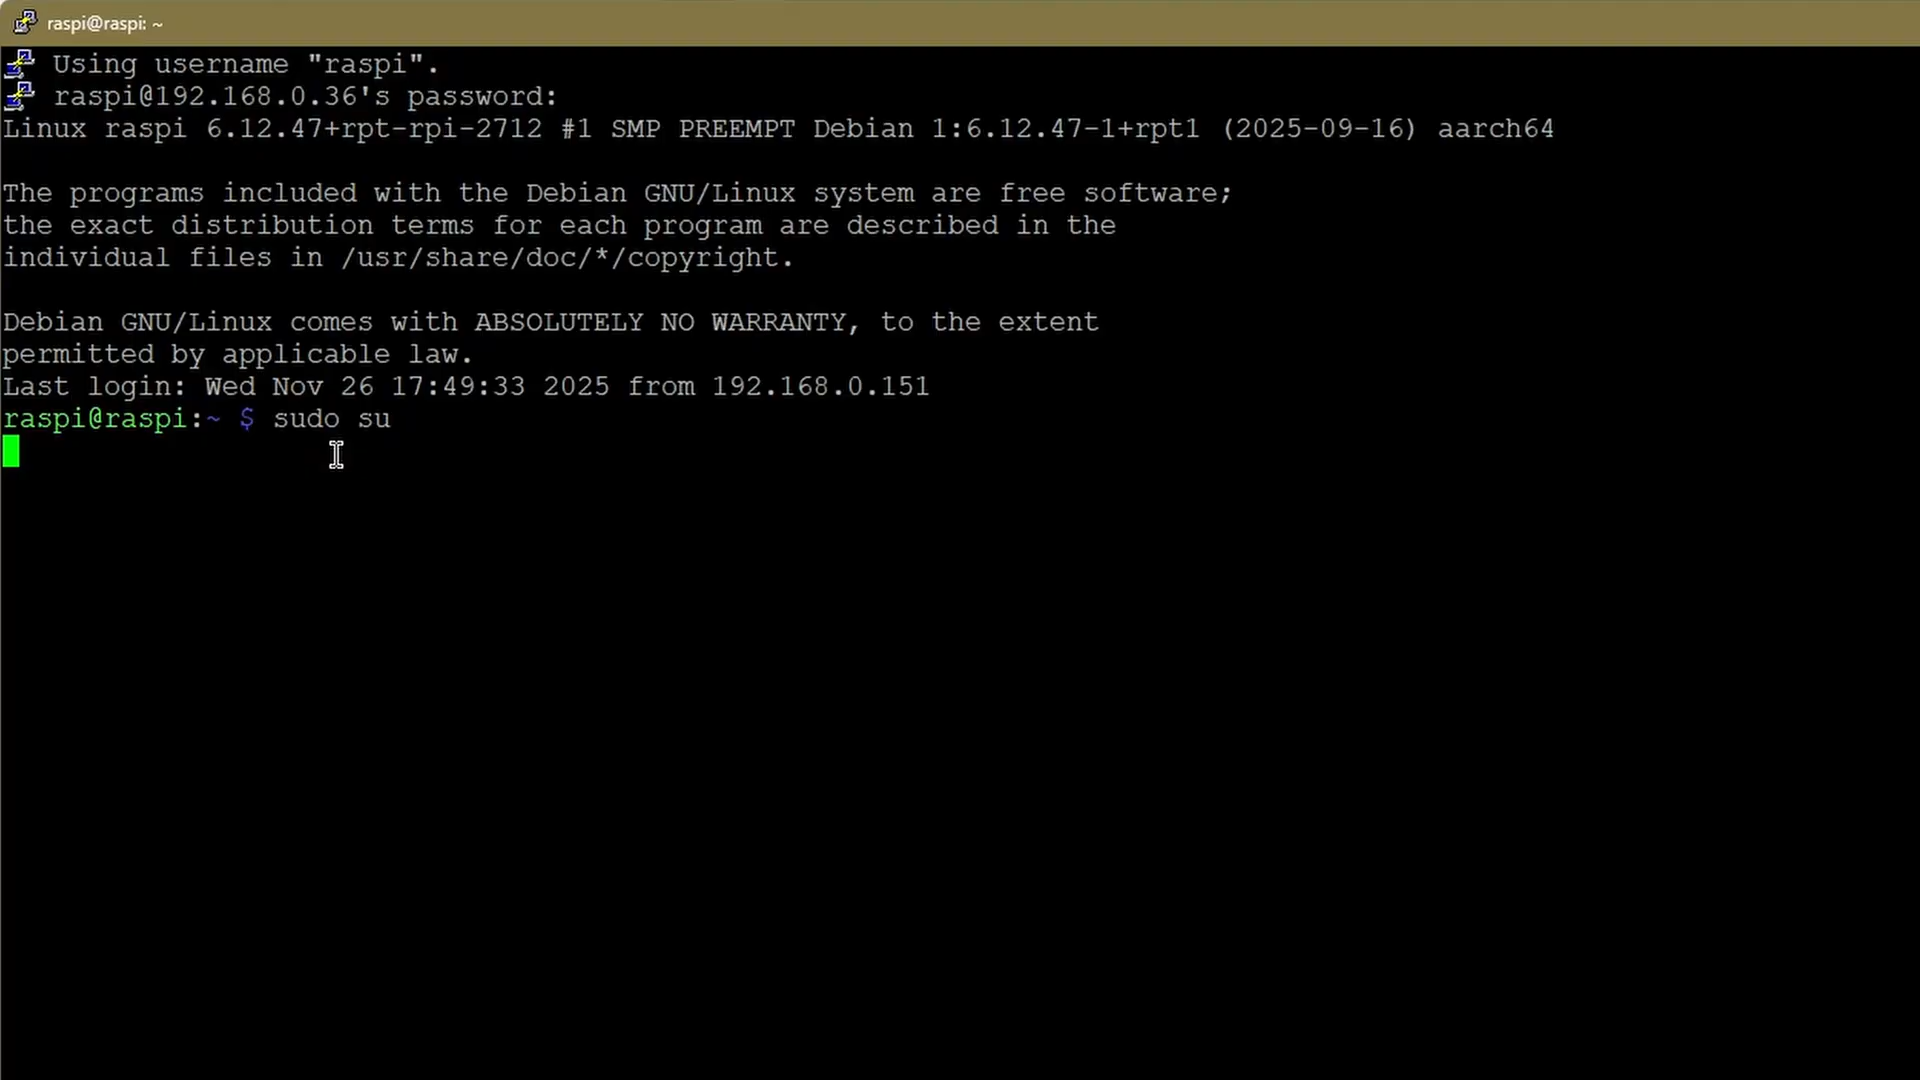 raspi@raspi: ~
Using username "raspi".
raspi@192.168.0.36's password:
Linux raspi 6.12.47+rpt-rpi-2712 #1 SMP PREEMPT Debian 1:6.12.47-1+rpt1 (2025-09-16) aarch64
The programs included with the Debian GNU/Linux system are free software;
the exact distribution terms for each program are described in the
individual files in /usr/share/doc/*/copyright.
Debian GNU/Linux comes with ABSOLUTELY NO WARRANTY, to the extent
permitted by applicable law.
Last login: Wed Nov 26 17:49:33 2025 from 192.168.0.151
raspi@raspi:~ $ sudo su